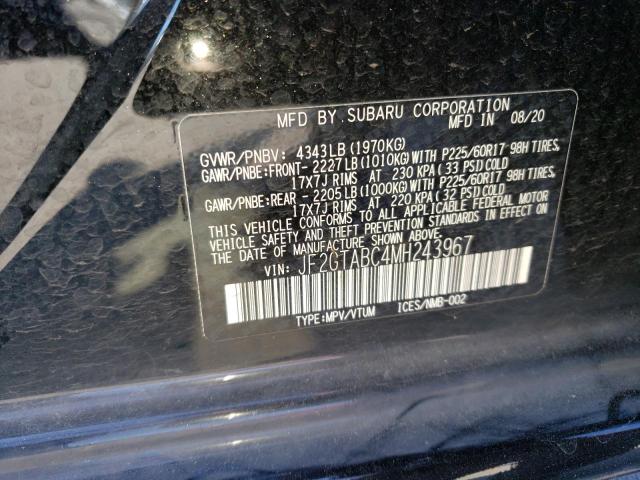 MFD BY SUBARU CORPORATION
MFD IN 08/20
GVWR/PNBV: 4343LB (1970KG)
GAWR/PNBE:FRONT- 2227LB (1010KG) WITH P225/60R17 98H TIRES,
17X7J RIMS AT 230 KPA (33 PSI) COLD
GAWR/PNBE:REAR - 2205LB (1000KG) WITH P225/60R17 98H TIRES,
17X7J RIMS AT 220 KPA (32 PSI) COLD
THIS VEHICLE CONFORMS TO ALL APPLICABLE FEDERAL MOTOR
VEHICLE SAFETY AND THEFT PREVENTION STANDARDS IN EFFECT ON
THE DATE OF MANUFACTURE SHOWN ABOVE.
VIN: JF2GTABC4MH243967
TYPE:MPV/VTUM ICES/NMB-002